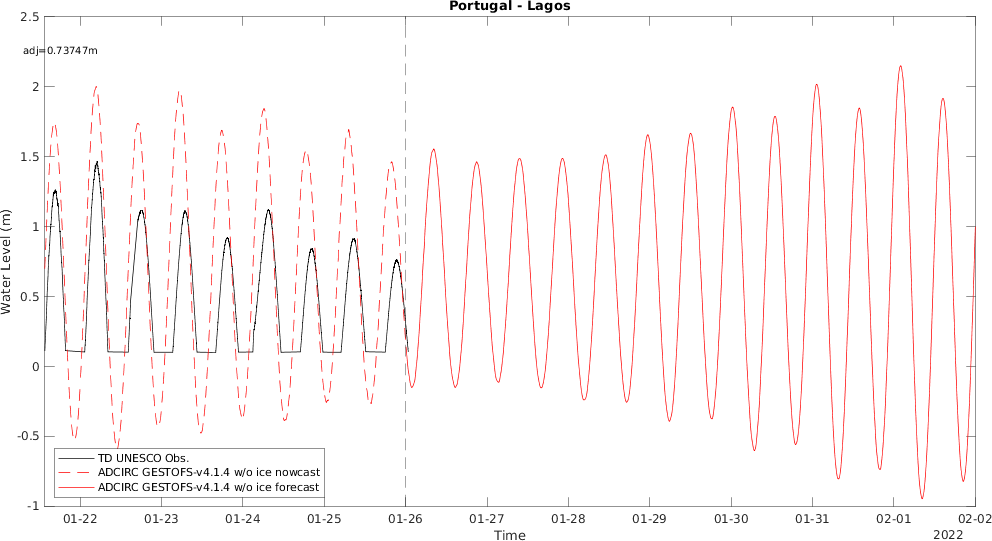 Portugal - Lagos
adj=0.73747m
2.5
2
1.5
1
0.5
0
-0.5
-1
Water Level (m)
TD UNESCO Obs.
ADCIRC GESTOFS-v4.1.4 w/o ice nowcast
ADCIRC GESTOFS-v4.1.4 w/o ice forecast
01-22 01-23 01-24 01-25 01-26 01-27 01-28 01-29 01-30 01-31 02-01 02-02
Time
2022